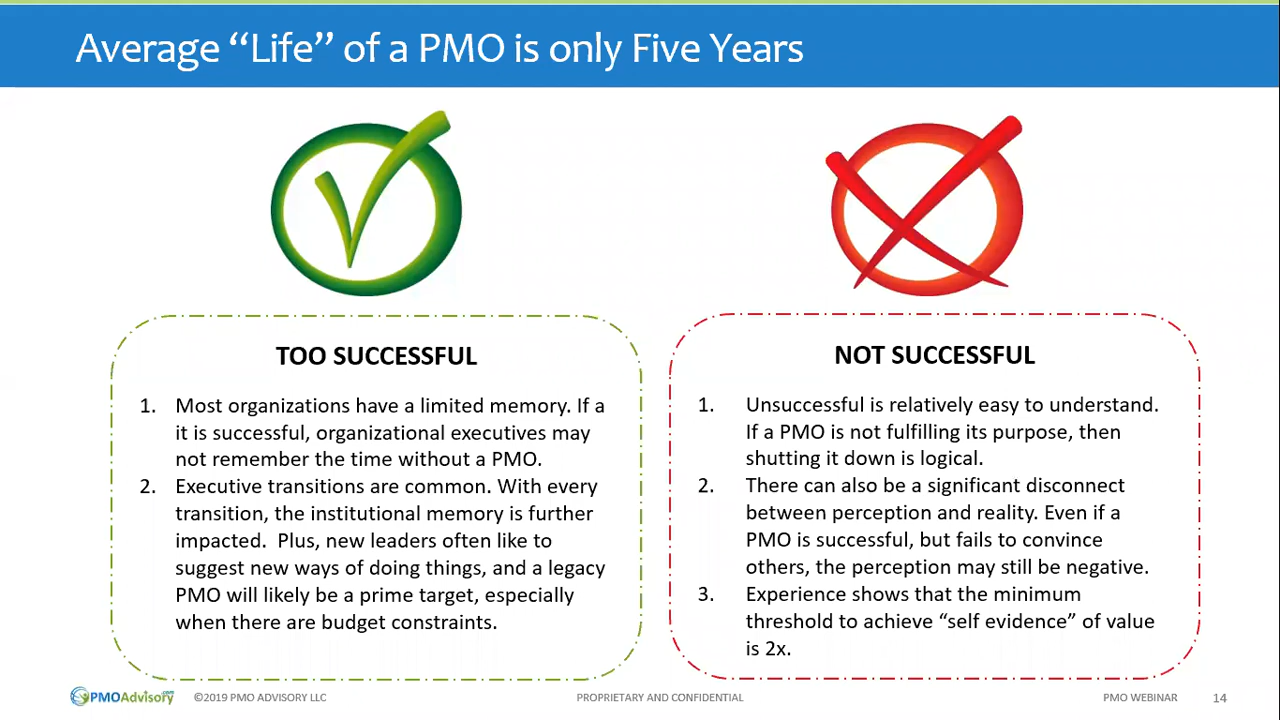 Average “Life” of a PMO is only Five Years
TOO SUCCESSFUL
1. Most organizations have a limited memory. If a
it is successful, organizational executives may
not remember the time without a PMO.
2. Executive transitions are common. With every
transition, the institutional memory is further
impacted.  Plus, new leaders often like to
suggest new ways of doing things, and a legacy
PMO will likely be a prime target, especially
when there are budget constraints.
NOT SUCCESSFUL
1. Unsuccessful is relatively easy to understand.
If a PMO is not fulfilling its purpose, then
shutting it down is logical.
2. There can also be a significant disconnect
between perception and reality. Even if a
PMO is successful, but fails to convince
others, the perception may still be negative.
3. Experience shows that the minimum
threshold to achieve “self evidence” of value
is 2x.
PMOAdvisory.com
©2019 PMO ADVISORY LLC
PROPRIETARY AND CONFIDENTIAL
PMO WEBINAR
14